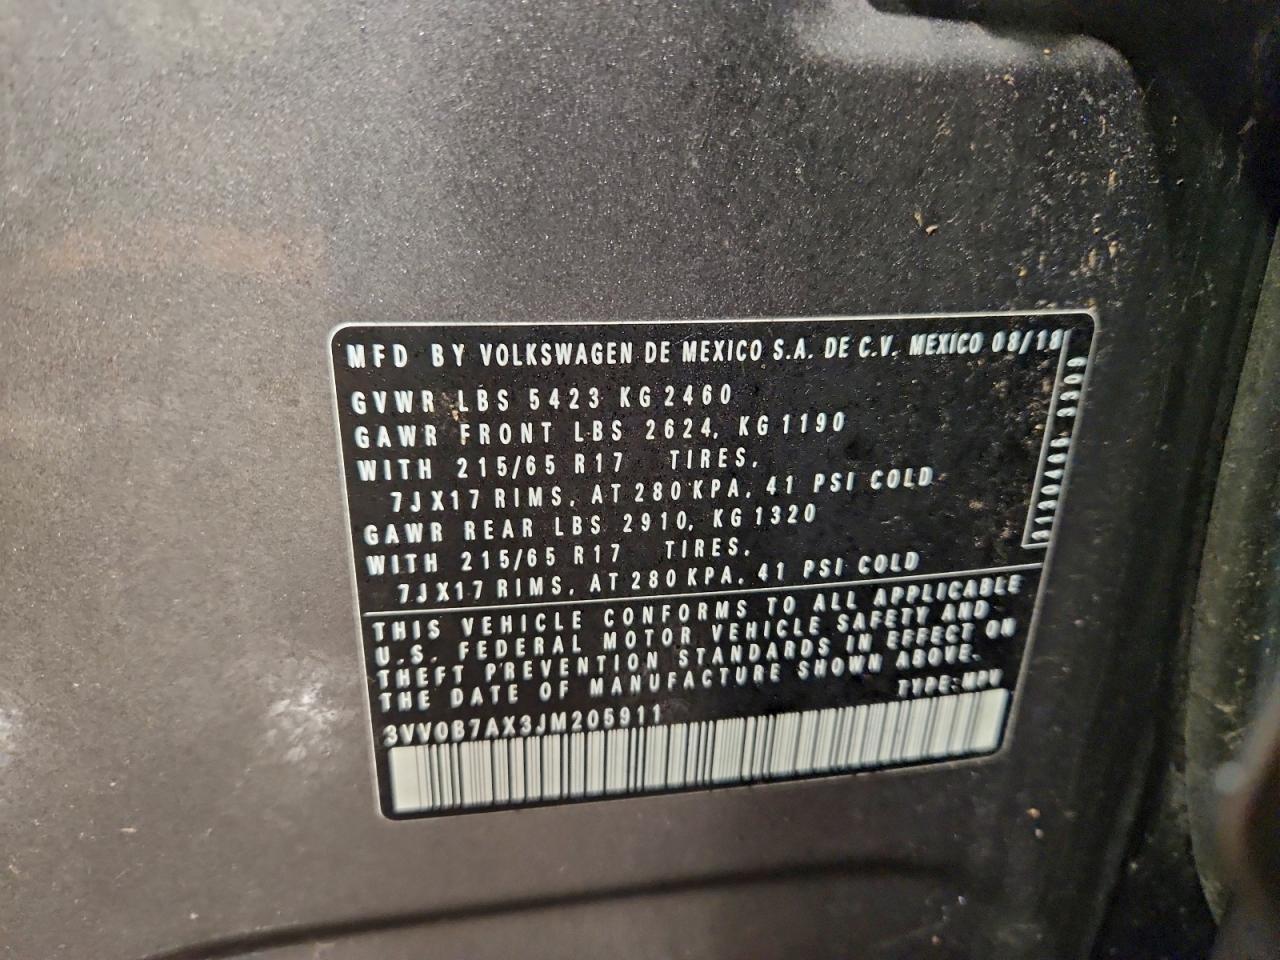 MFD BY VOLKSWAGEN DE MEXICO S.A. DE C.V. MEXICO 08/18
GVWR LBS 5423 KG 2460
GAWR FRONT LBS 2624, KG 1190
WITH 215/65 R17 TIRES,
7JX17 RIMS, AT 280 KPA, 41 PSI COLD
GAWR REAR LBS 2910, KG 1320
WITH 215/65 R17 TIRES,
7JX17 RIMS, AT 280 KPA, 41 PSI COLD
THIS VEHICLE CONFORMS TO ALL APPLICABLE
U.S. FEDERAL MOTOR VEHICLE SAFETY AND
THEFT PREVENTION STANDARDS IN EFFECT ON
THE DATE OF MANUFACTURE SHOWN ABOVE.
TYPE:MPV
3VV0B7AX3JM205911